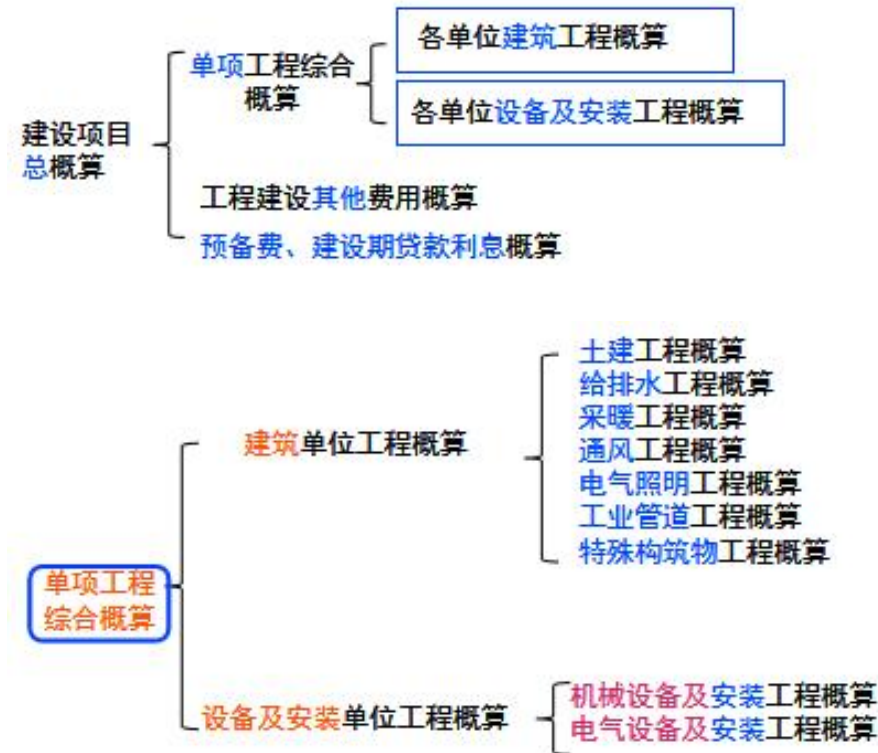 各单位建筑工程概算
单项工程综合
概算
各单位设备及安装工程概算
建设项目
总概算
工程建设其他费用概算
预备费、建设期贷款利息概算
土建工程概算
给排水工程概算
采暖工程概算
建筑单位工程概算
通风工程概算
电气照明工程概算
工业管道工程概算
特殊构筑物工程概算
单项工程
综合概算
设备及安装单位工程概算
机械设备及安装工程概算
电气设备及安装工程概算